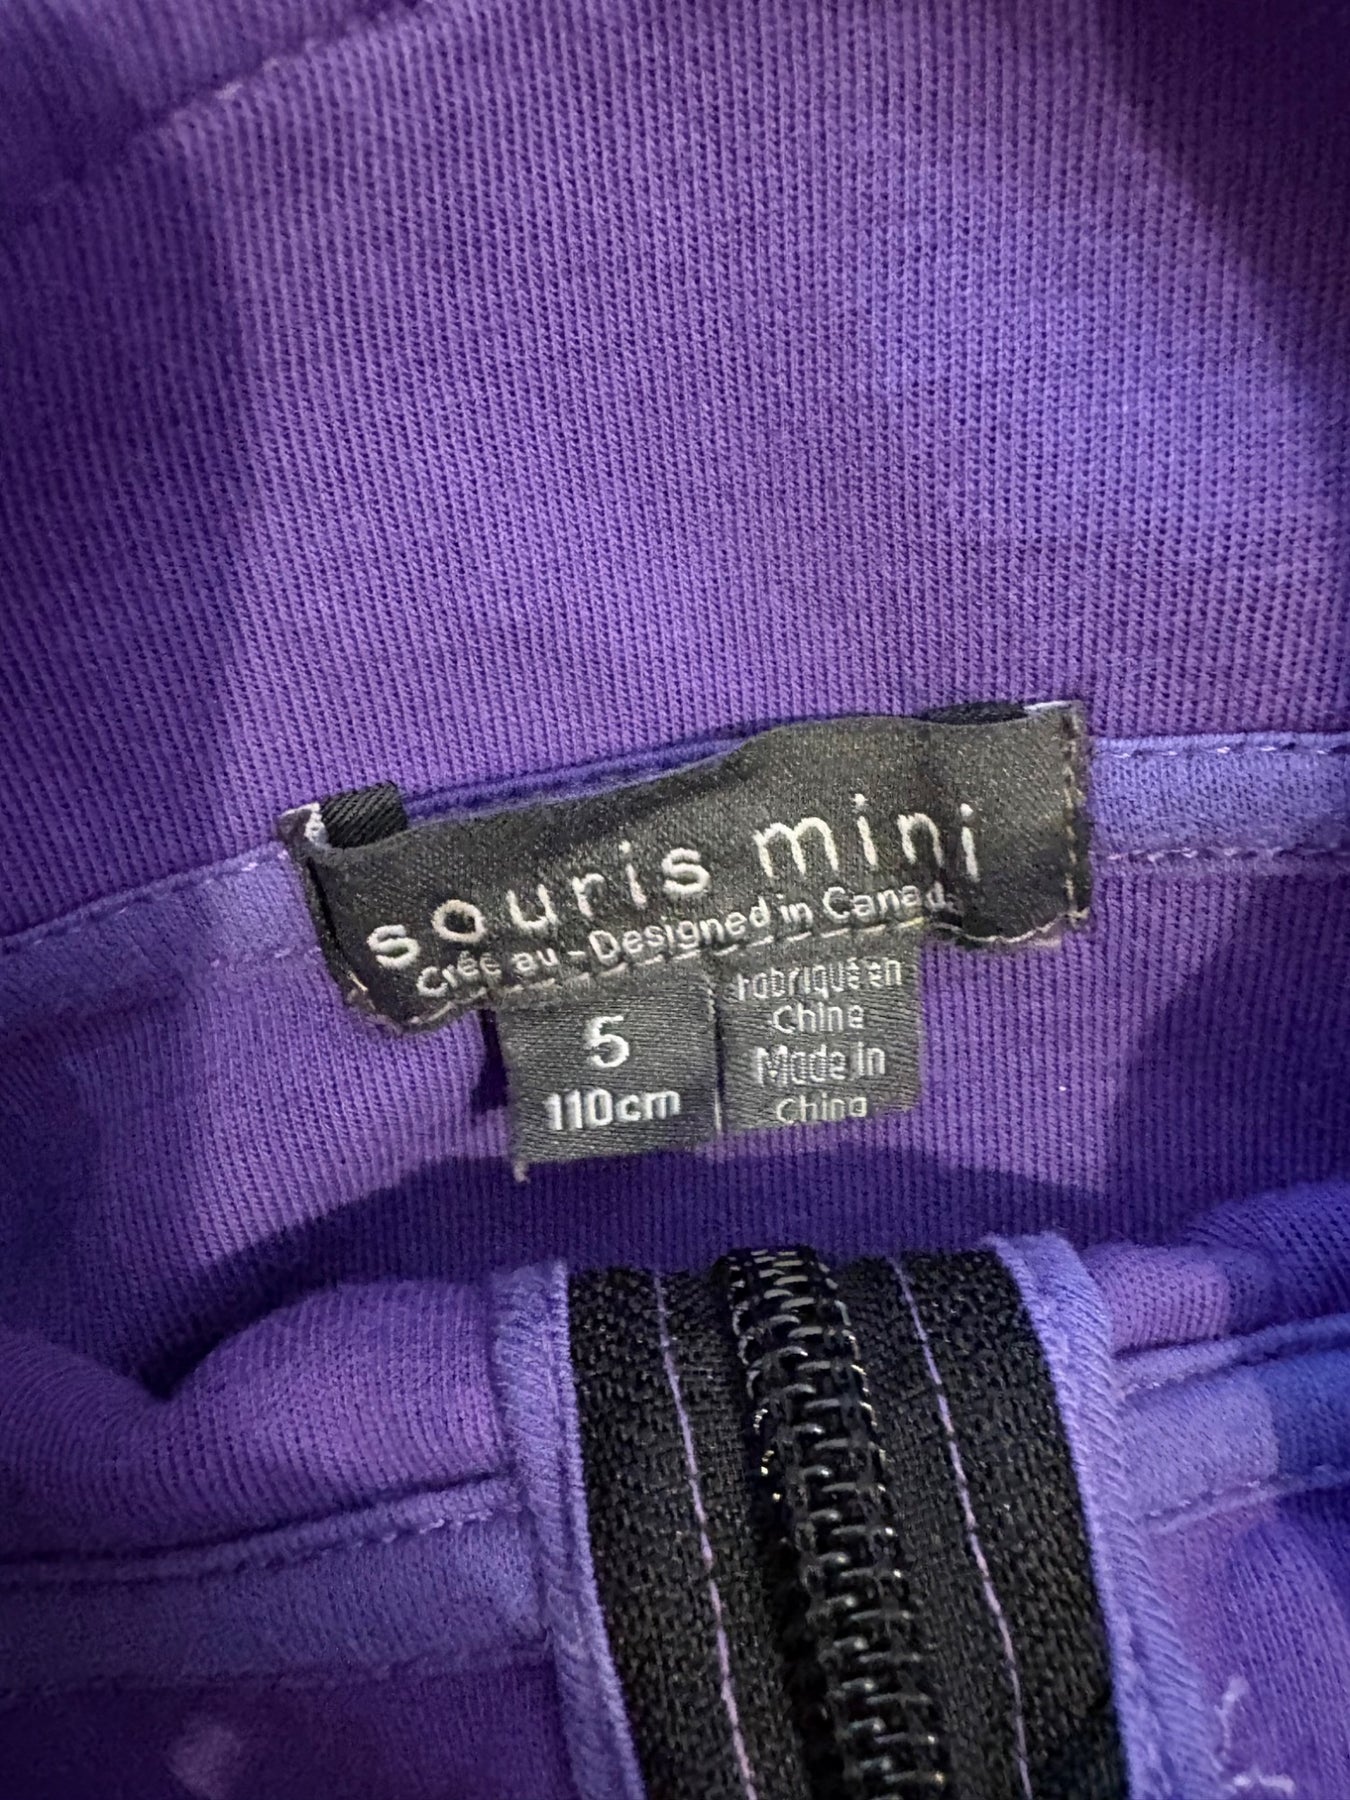 souris mini
Créé au - Designed in Canada
5
110cm
Fabriqué en
Chine
Made in
China